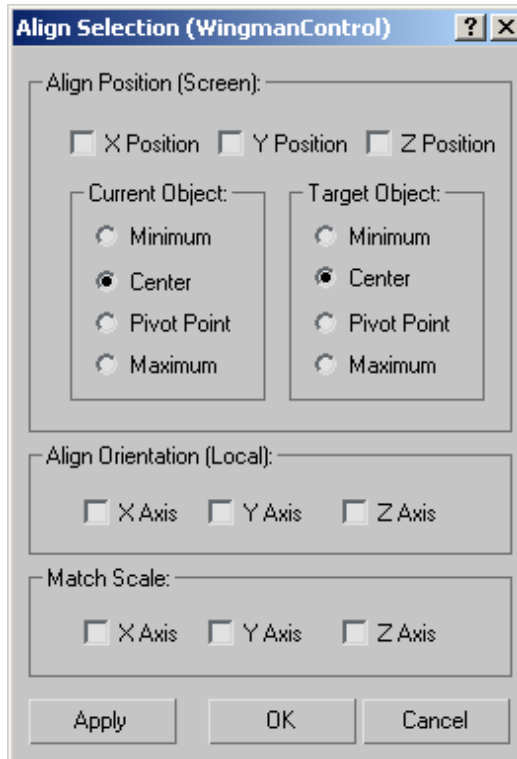 Align Selection (WingmanControl)
Align Position (Screen):
X Position Y Position Z Position
Current Object: Target Object:
Minimum Minimum
Center Center
Pivot Point Pivot Point
Maximum Maximum
Align Orientation (Local):
X Axis Y Axis Z Axis
Match Scale:
X Axis Y Axis Z Axis
Apply OK Cancel